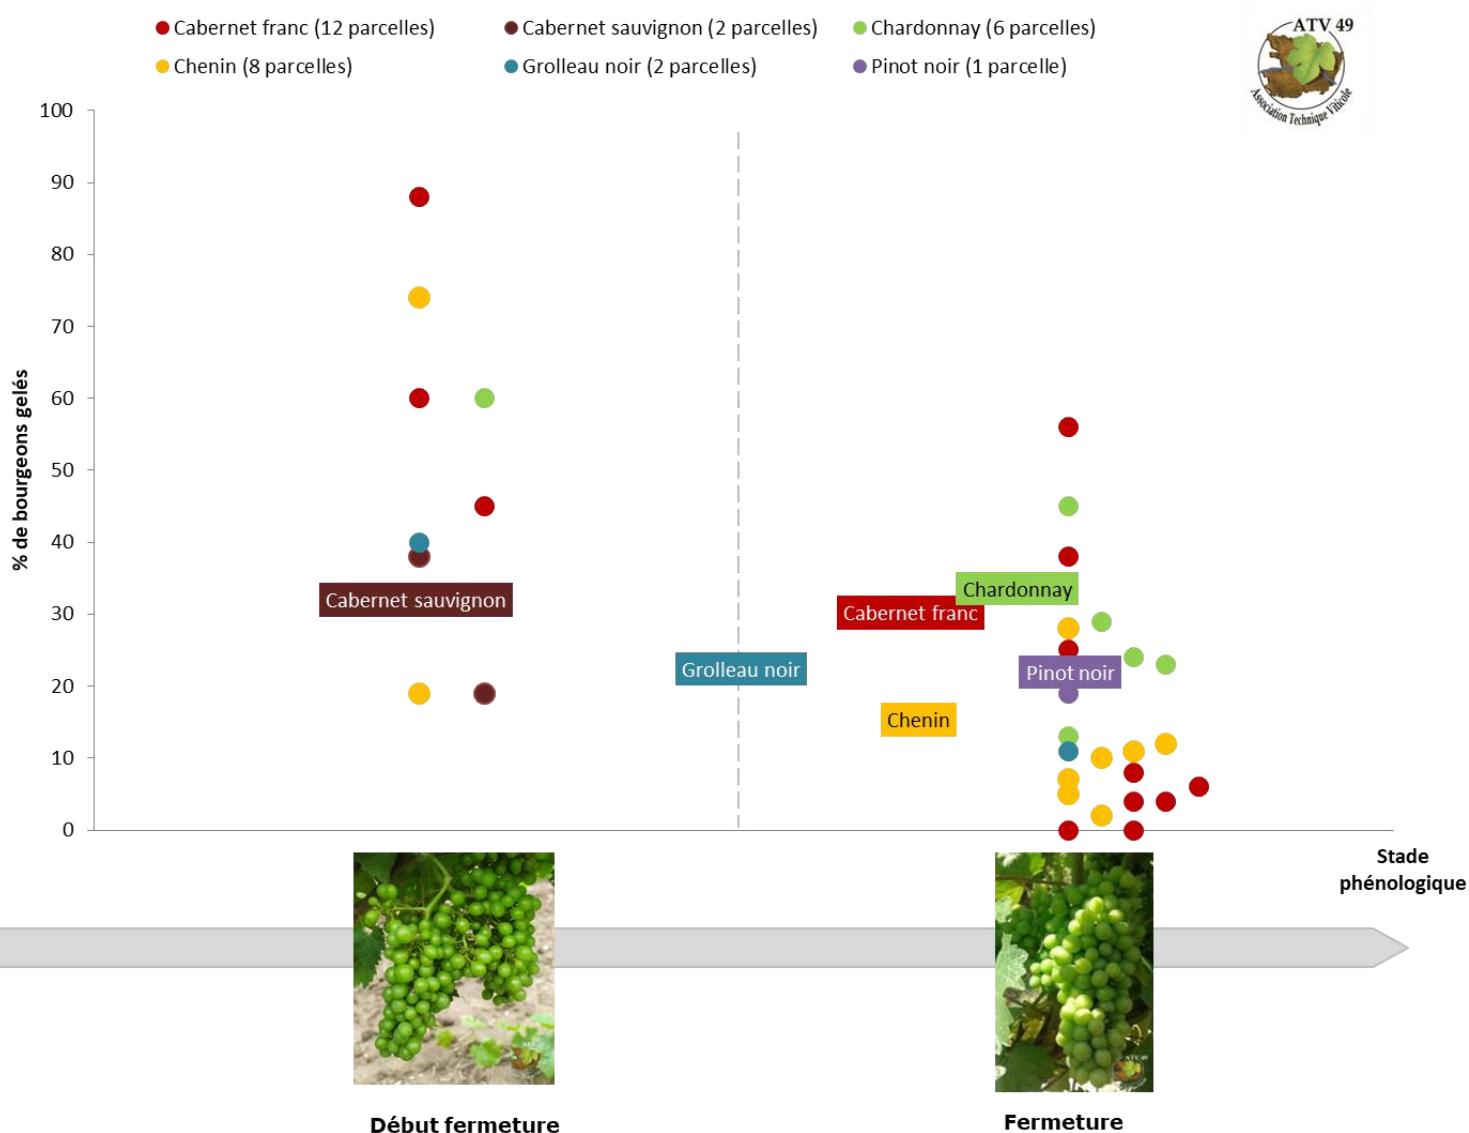 Cabernet franc (12 parcelles)
Cabernet sauvignon (2 parcelles)
Chardonnay (6 parcelles)
Chenin (8 parcelles)
Grolleau noir (2 parcelles)
Pinot noir (1 parcelle)
ATV 49
Association Technique Viticole
100
90
80
70
60
50
40
30
20
10
0
% de bourgeons gelés
Cabernet sauvignon
Grolleau noir
Cabernet franc
Chardonnay
Pinot noir
Chenin
Stade
phénologique
ATV 49
Début fermeture
Fermeture